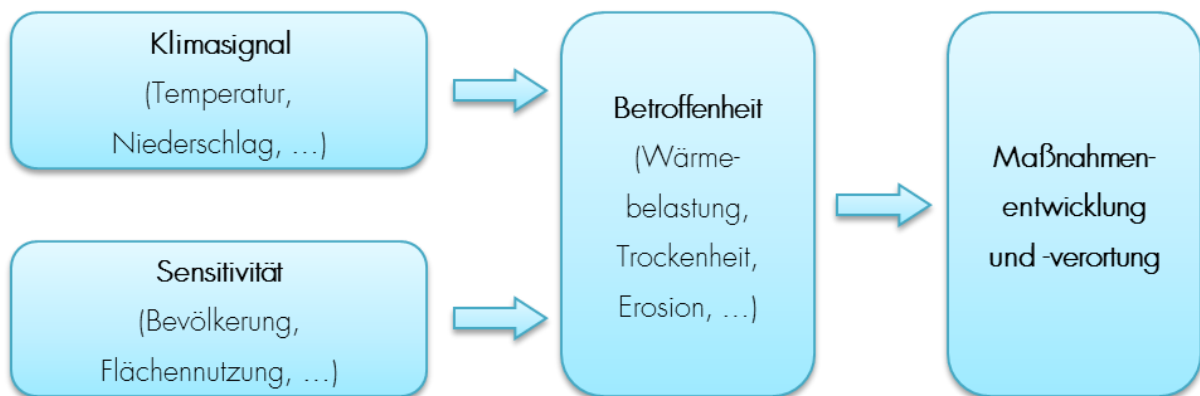 Klimasignal
(Temperatur,
Niederschlag, …)
Sensitivität
(Bevölkerung,
Flächennutzung, …)
Betroffenheit
(Wärme-
belastung,
Trockenheit,
Erosion, …)
Maßnahmen-
entwicklung
und -verortung